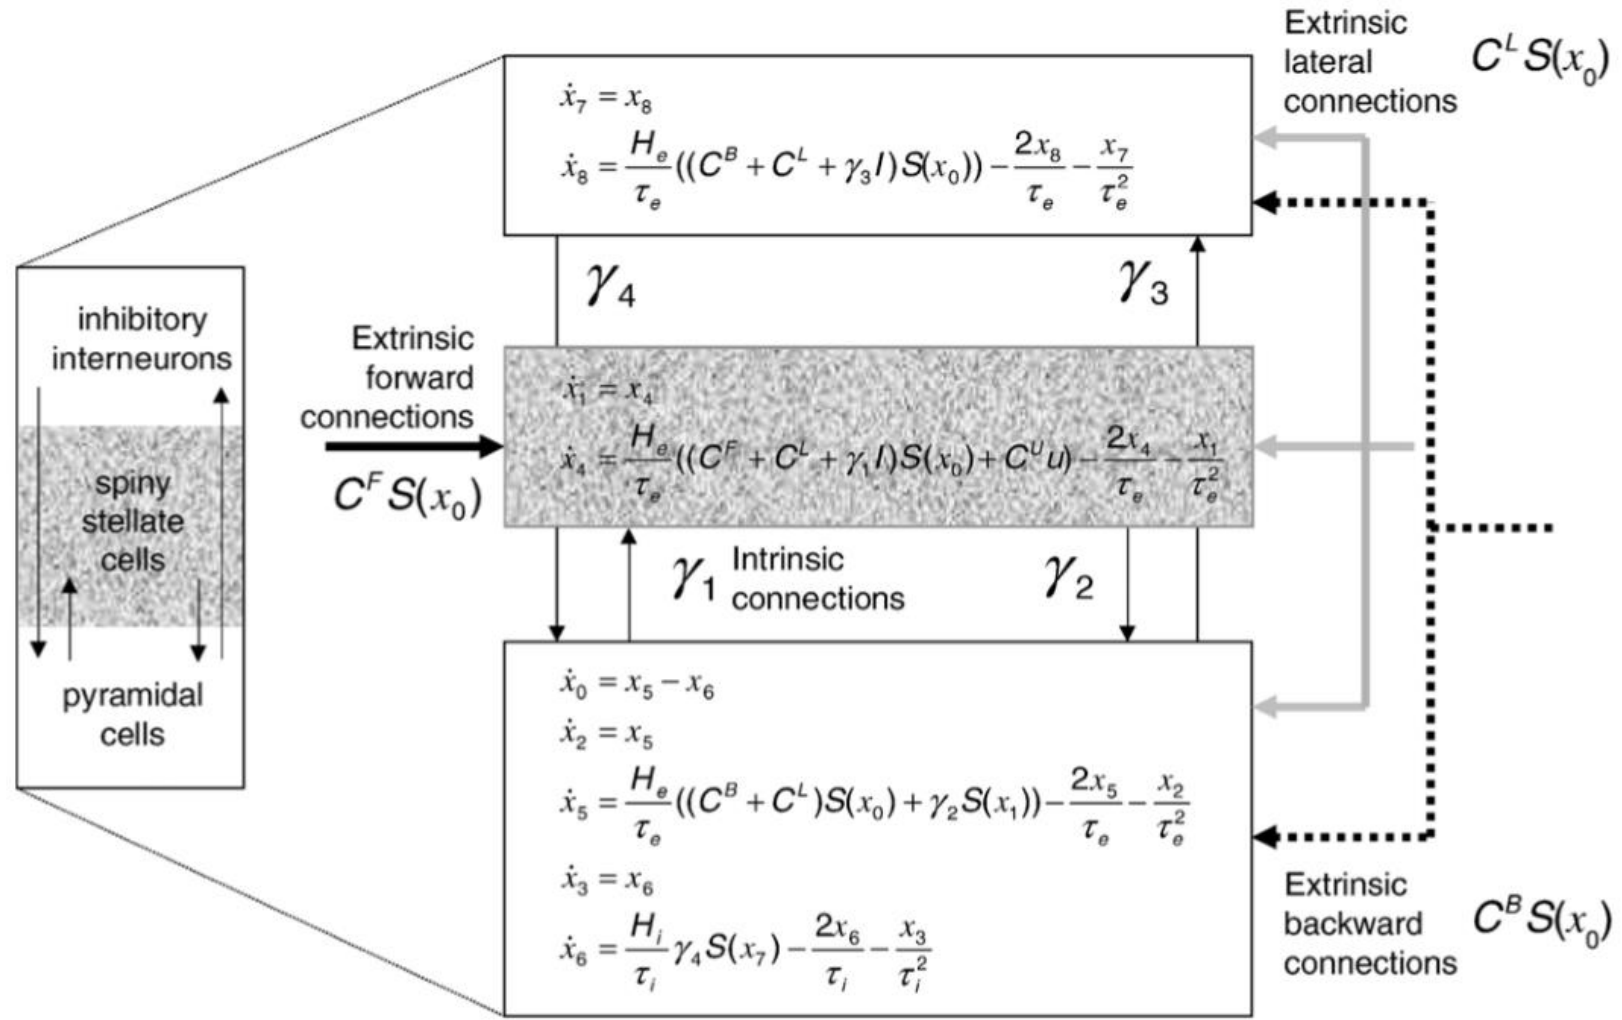 Extrinsic
lateral
connections
C^L S(x_0)
ẋ_7 = x_8
ẋ_8 = H_e/τ_e ((C^B + C^L + γ_3 I) S(x_0)) − 2x_8/τ_e − x_7/τ_e^2
γ_4
γ_3
inhibitory
interneurons
spiny
stellate
cells
pyramidal
cells
Extrinsic
forward
connections
C^F S(x_0)
ẋ_1 = x_4
ẋ_4 = H_e/τ_e ((C^F + C^L + γ_1 I) S(x_0) + C^U u) − 2x_4/τ_e − x_1/τ_e^2
γ_1
Intrinsic
connections
γ_2
ẋ_0 = x_5 − x_6
ẋ_2 = x_5
ẋ_5 = H_e/τ_e ((C^B + C^L) S(x_0) + γ_2 S(x_1)) − 2x_5/τ_e − x_2/τ_e^2
ẋ_3 = x_6
ẋ_6 = H_i/τ_i γ_4 S(x_7) − 2x_6/τ_i − x_3/τ_i^2
Extrinsic
backward
connections
C^B S(x_0)